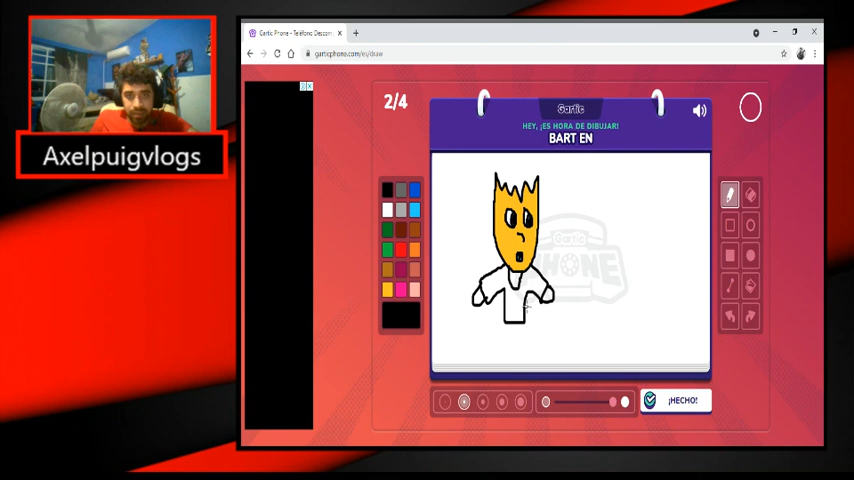 Gartic Phone - Teléfono Descom
garticphone.com/es/draw
Axelpuigvlogs
2/4
Gartic
HEY, ¡ES HORA DE DIBUJAR!
BART EN
Gartic
PHONE
¡HECHO!